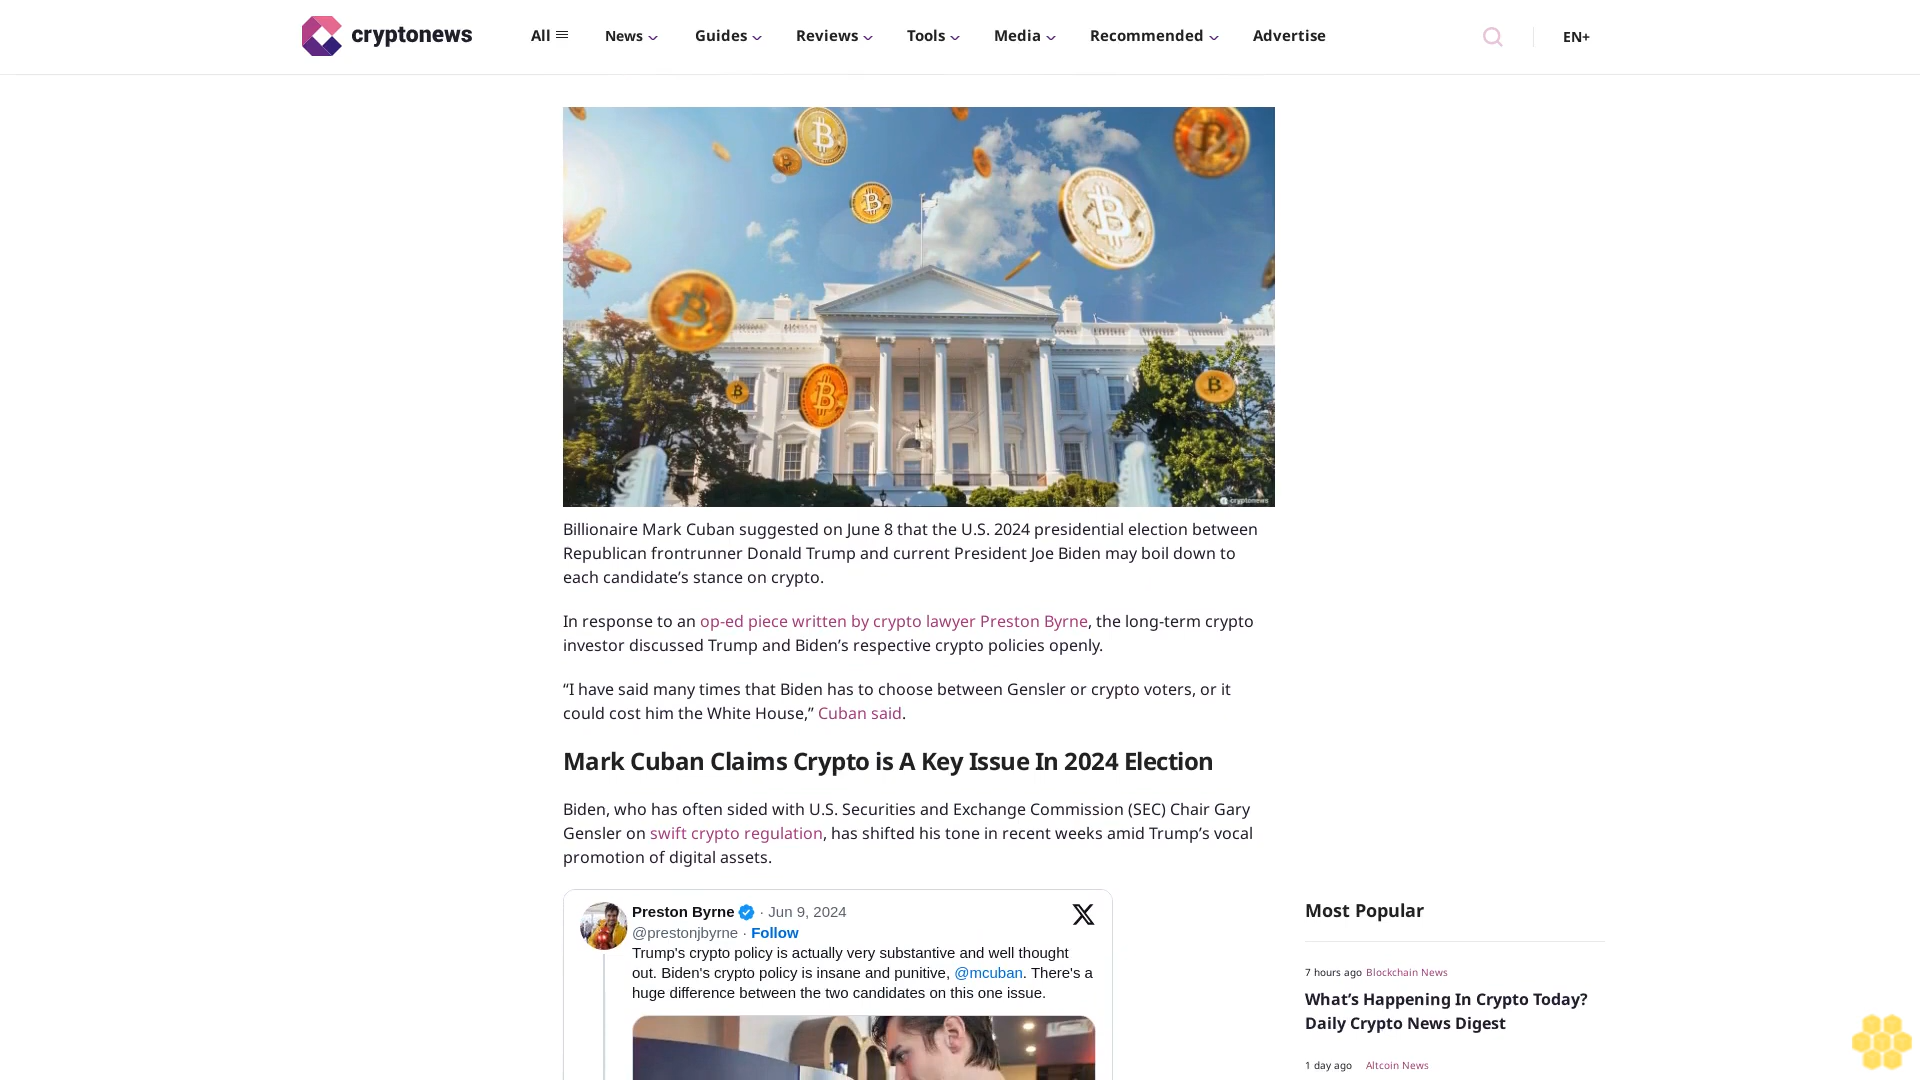 cryptonews
All
News
Guides
Reviews
Tools
Media
Recommended
Advertise
EN+
cryptonews
Billionaire Mark Cuban suggested on June 8 that the U.S. 2024 presidential election between
Republican frontrunner Donald Trump and current President Joe Biden may boil down to
each candidate’s stance on crypto.
In response to an op-ed piece written by crypto lawyer Preston Byrne, the long-term crypto
investor discussed Trump and Biden’s respective crypto policies openly.
“I have said many times that Biden has to choose between Gensler or crypto voters, or it
could cost him the White House,” Cuban said.
Mark Cuban Claims Crypto is A Key Issue In 2024 Election
Biden, who has often sided with U.S. Securities and Exchange Commission (SEC) Chair Gary
Gensler on swift crypto regulation, has shifted his tone in recent weeks amid Trump’s vocal
promotion of digital assets.
Preston Byrne · Jun 9, 2024
@prestonjbyrne · Follow
Trump's crypto policy is actually very substantive and well thought
out. Biden's crypto policy is insane and punitive, @mcuban. There's a
huge difference between the two candidates on this one issue.
Most Popular
7 hours ago Blockchain News
What’s Happening In Crypto Today?
Daily Crypto News Digest
1 day ago Altcoin News